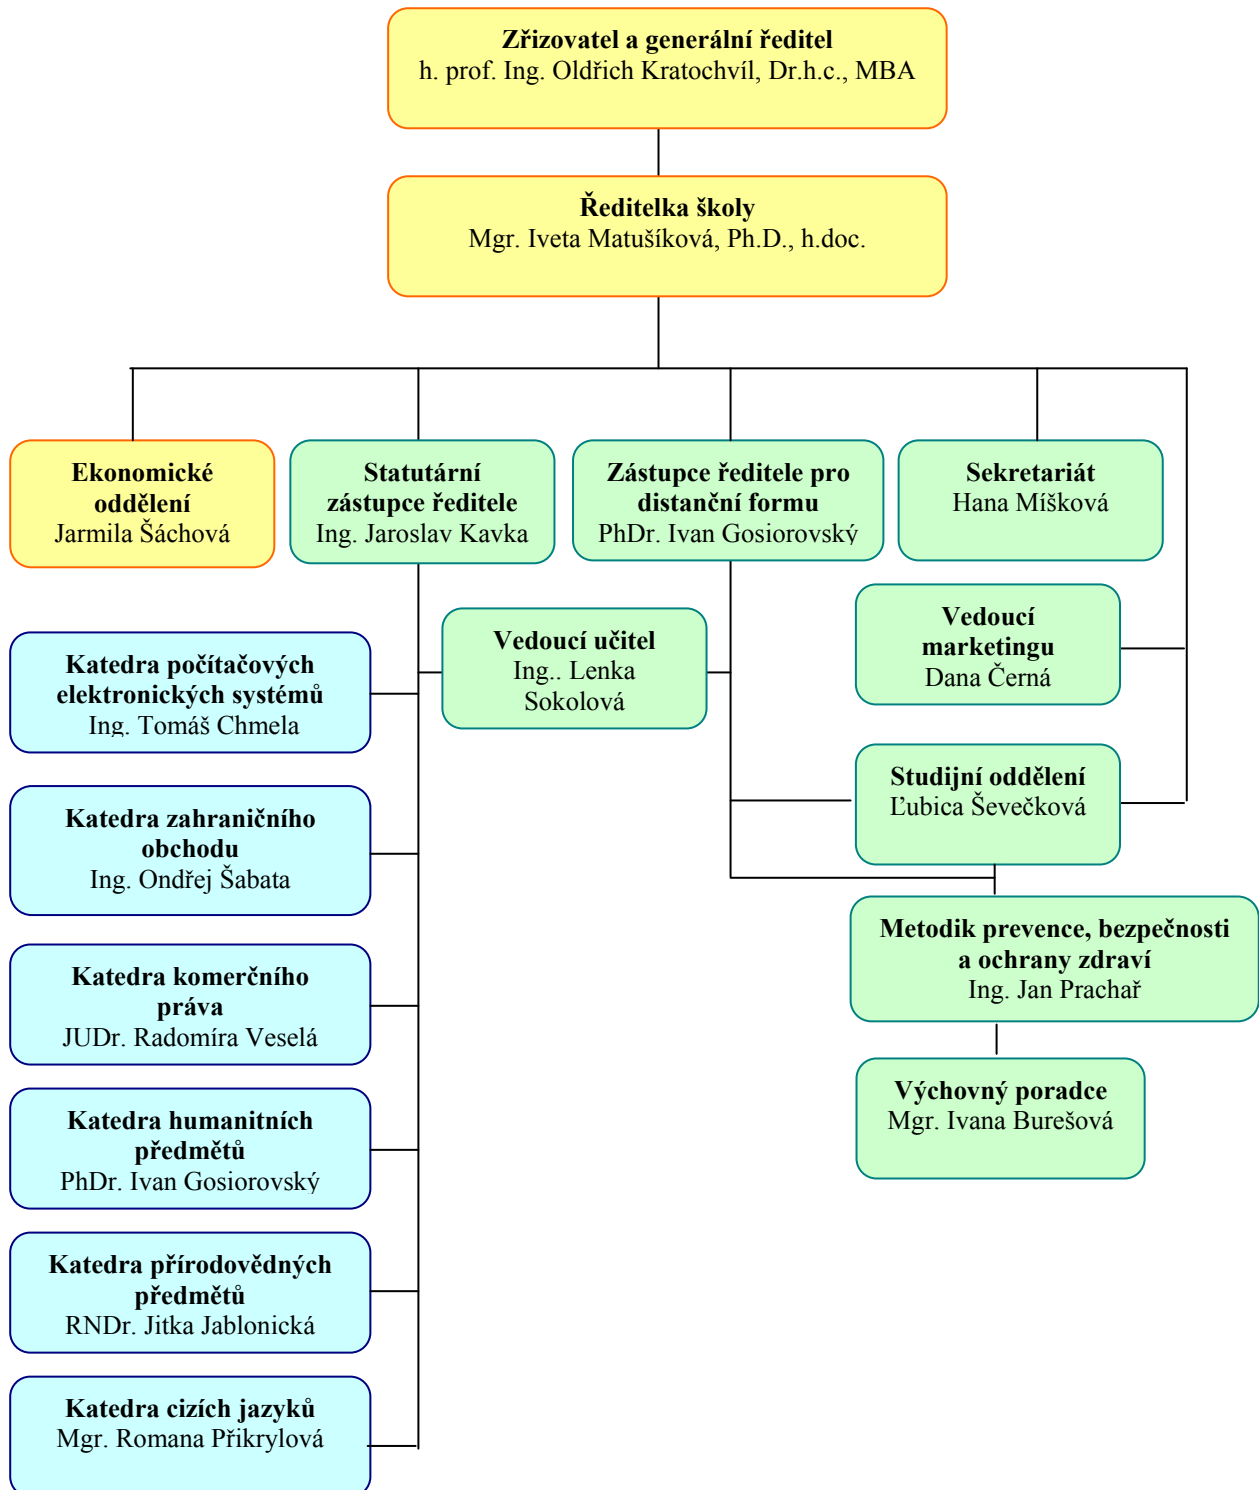 Zřizovatel a generální ředitel
h. prof. Ing. Oldřich Kratochvíl, Dr.h.c., MBA
Ředitelka školy
Mgr. Iveta Matušíková, Ph.D., h.doc.
Ekonomické
oddělení
Jarmila Šáchová
Statutární
zástupce ředitele
Ing. Jaroslav Kavka
Zástupce ředitele pro
distanční formu
PhDr. Ivan Gosiorovský
Sekretariát
Hana Míšková
Vedoucí učitel
Ing.. Lenka
Sokolová
Vedoucí
marketingu
Dana Černá
Studijní oddělení
Ľubica Ševečková
Metodik prevence, bezpečnosti
a ochrany zdraví
Ing. Jan Prachař
Výchovný poradce
Mgr. Ivana Burešová
Katedra počítačových
elektronických systémů
Ing. Tomáš Chmela
Katedra zahraničního
obchodu
Ing. Ondřej Šabata
Katedra komerčního
práva
JUDr. Radomíra Veselá
Katedra humanitních
předmětů
PhDr. Ivan Gosiorovský
Katedra přírodovědných
předmětů
RNDr. Jitka Jablonická
Katedra cizích jazyků
Mgr. Romana Přikrylová